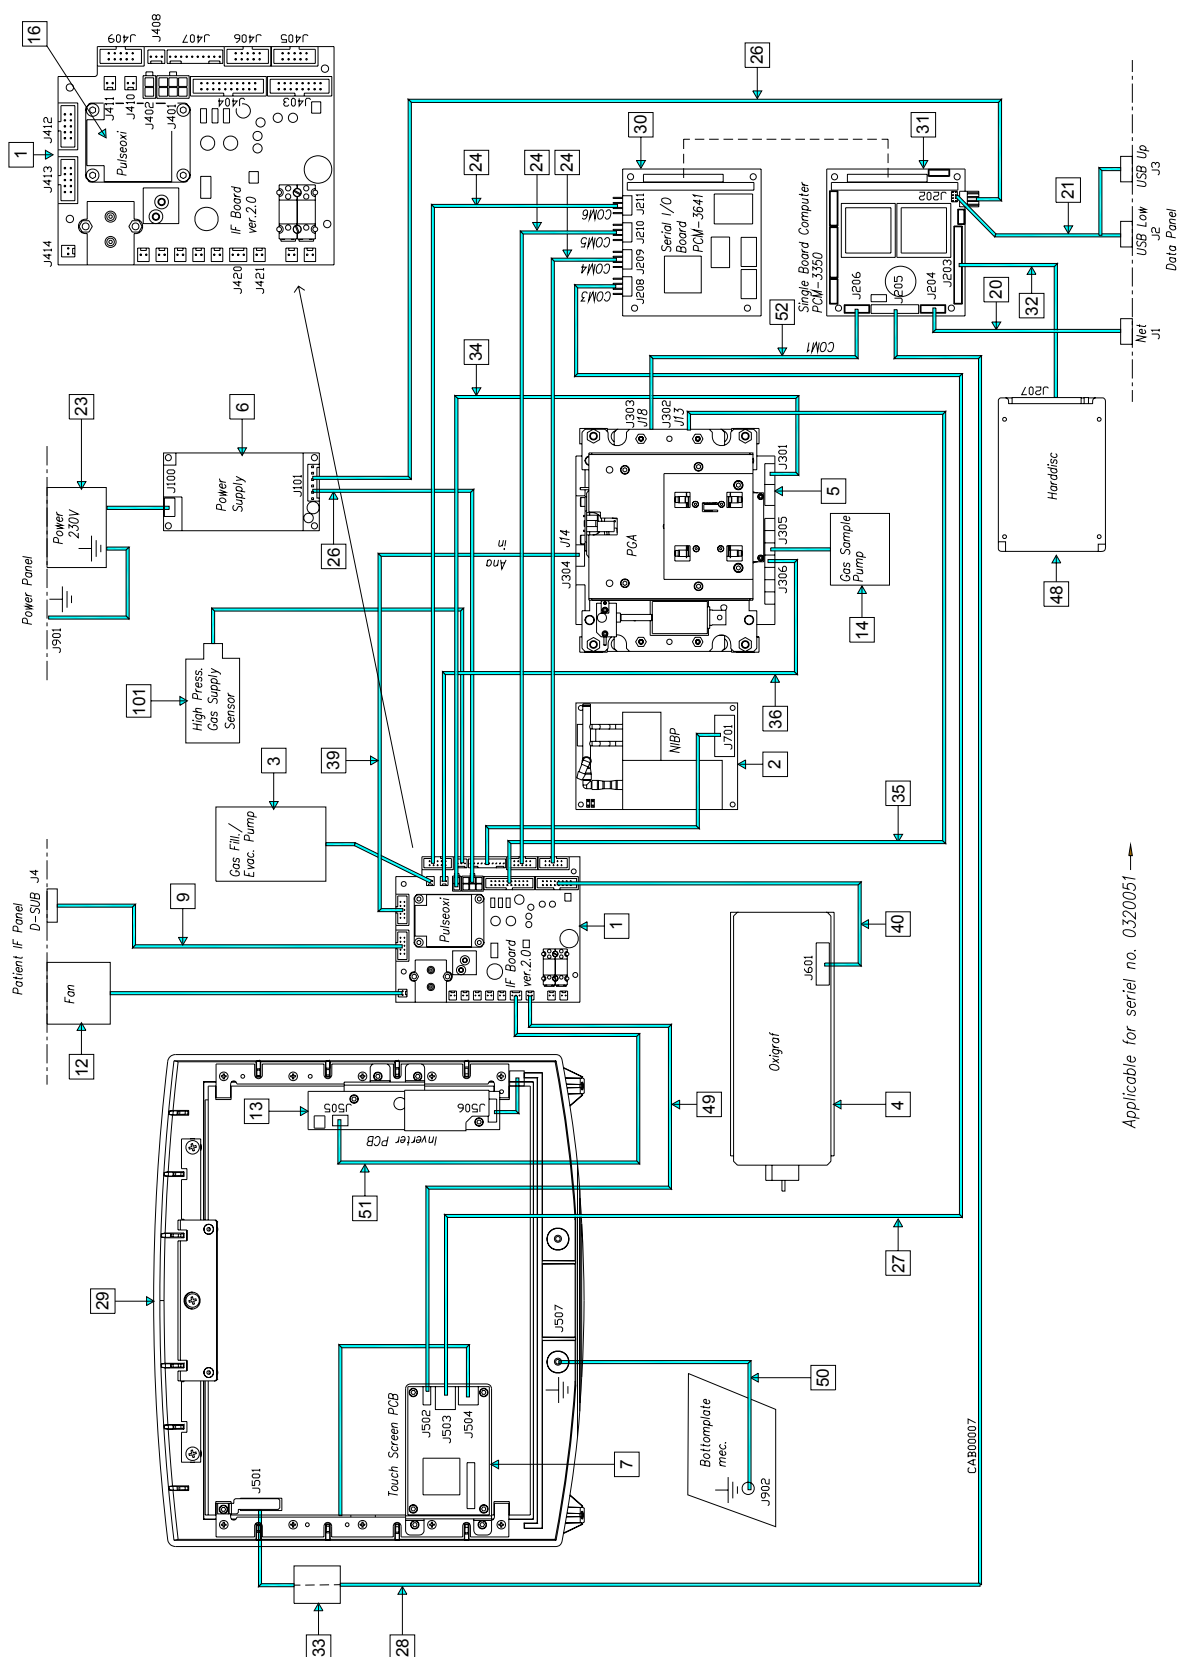 16
1
J409
J408
J407
J406
J405
J411
J410
J402
J401
J404
J403
J412
J413
J414
Pulseoxi
IF Board
ver.2.0
J420
J421
26
30
31
24
24
24
COM6
COM5
COM4
COM3
J211
J210
J209
J208
Serial I/O
Board
PCM-3641
Single Board Computer
PCM-3350
J202
J206
J205
J204
J203
USB Up
J3
USB Low
J2
Data Panel
Net
J1
21
20
32
52
COM1
34
Power Panel
J901
Power
230V
23
6
J100
Power
Supply
J101
26
101
High Press.
Gas Supply
Sensor
3
Gas Fill./
Evac. Pump
39
J303
J18
J302
J13
J301
J14
J304
Ana
in
PGA
J305
J306
5
Gas Sample
Pump
14
36
J207
Harddisc
48
NIBP
J701
2
35
Patient IF Panel
D-SUB J4
9
Fan
12
Pulseoxi
IF Board
ver.2.0
1
40
J601
Oxigraf
4
49
13
J505
J506
Inverter PCB
51
29
27
J507
50
Touch Screen PCB
J502
J503
J504
7
J501
Bottomplate
mec.
J902
33
28
CAB00007
Applicable for seriel no. 0320051